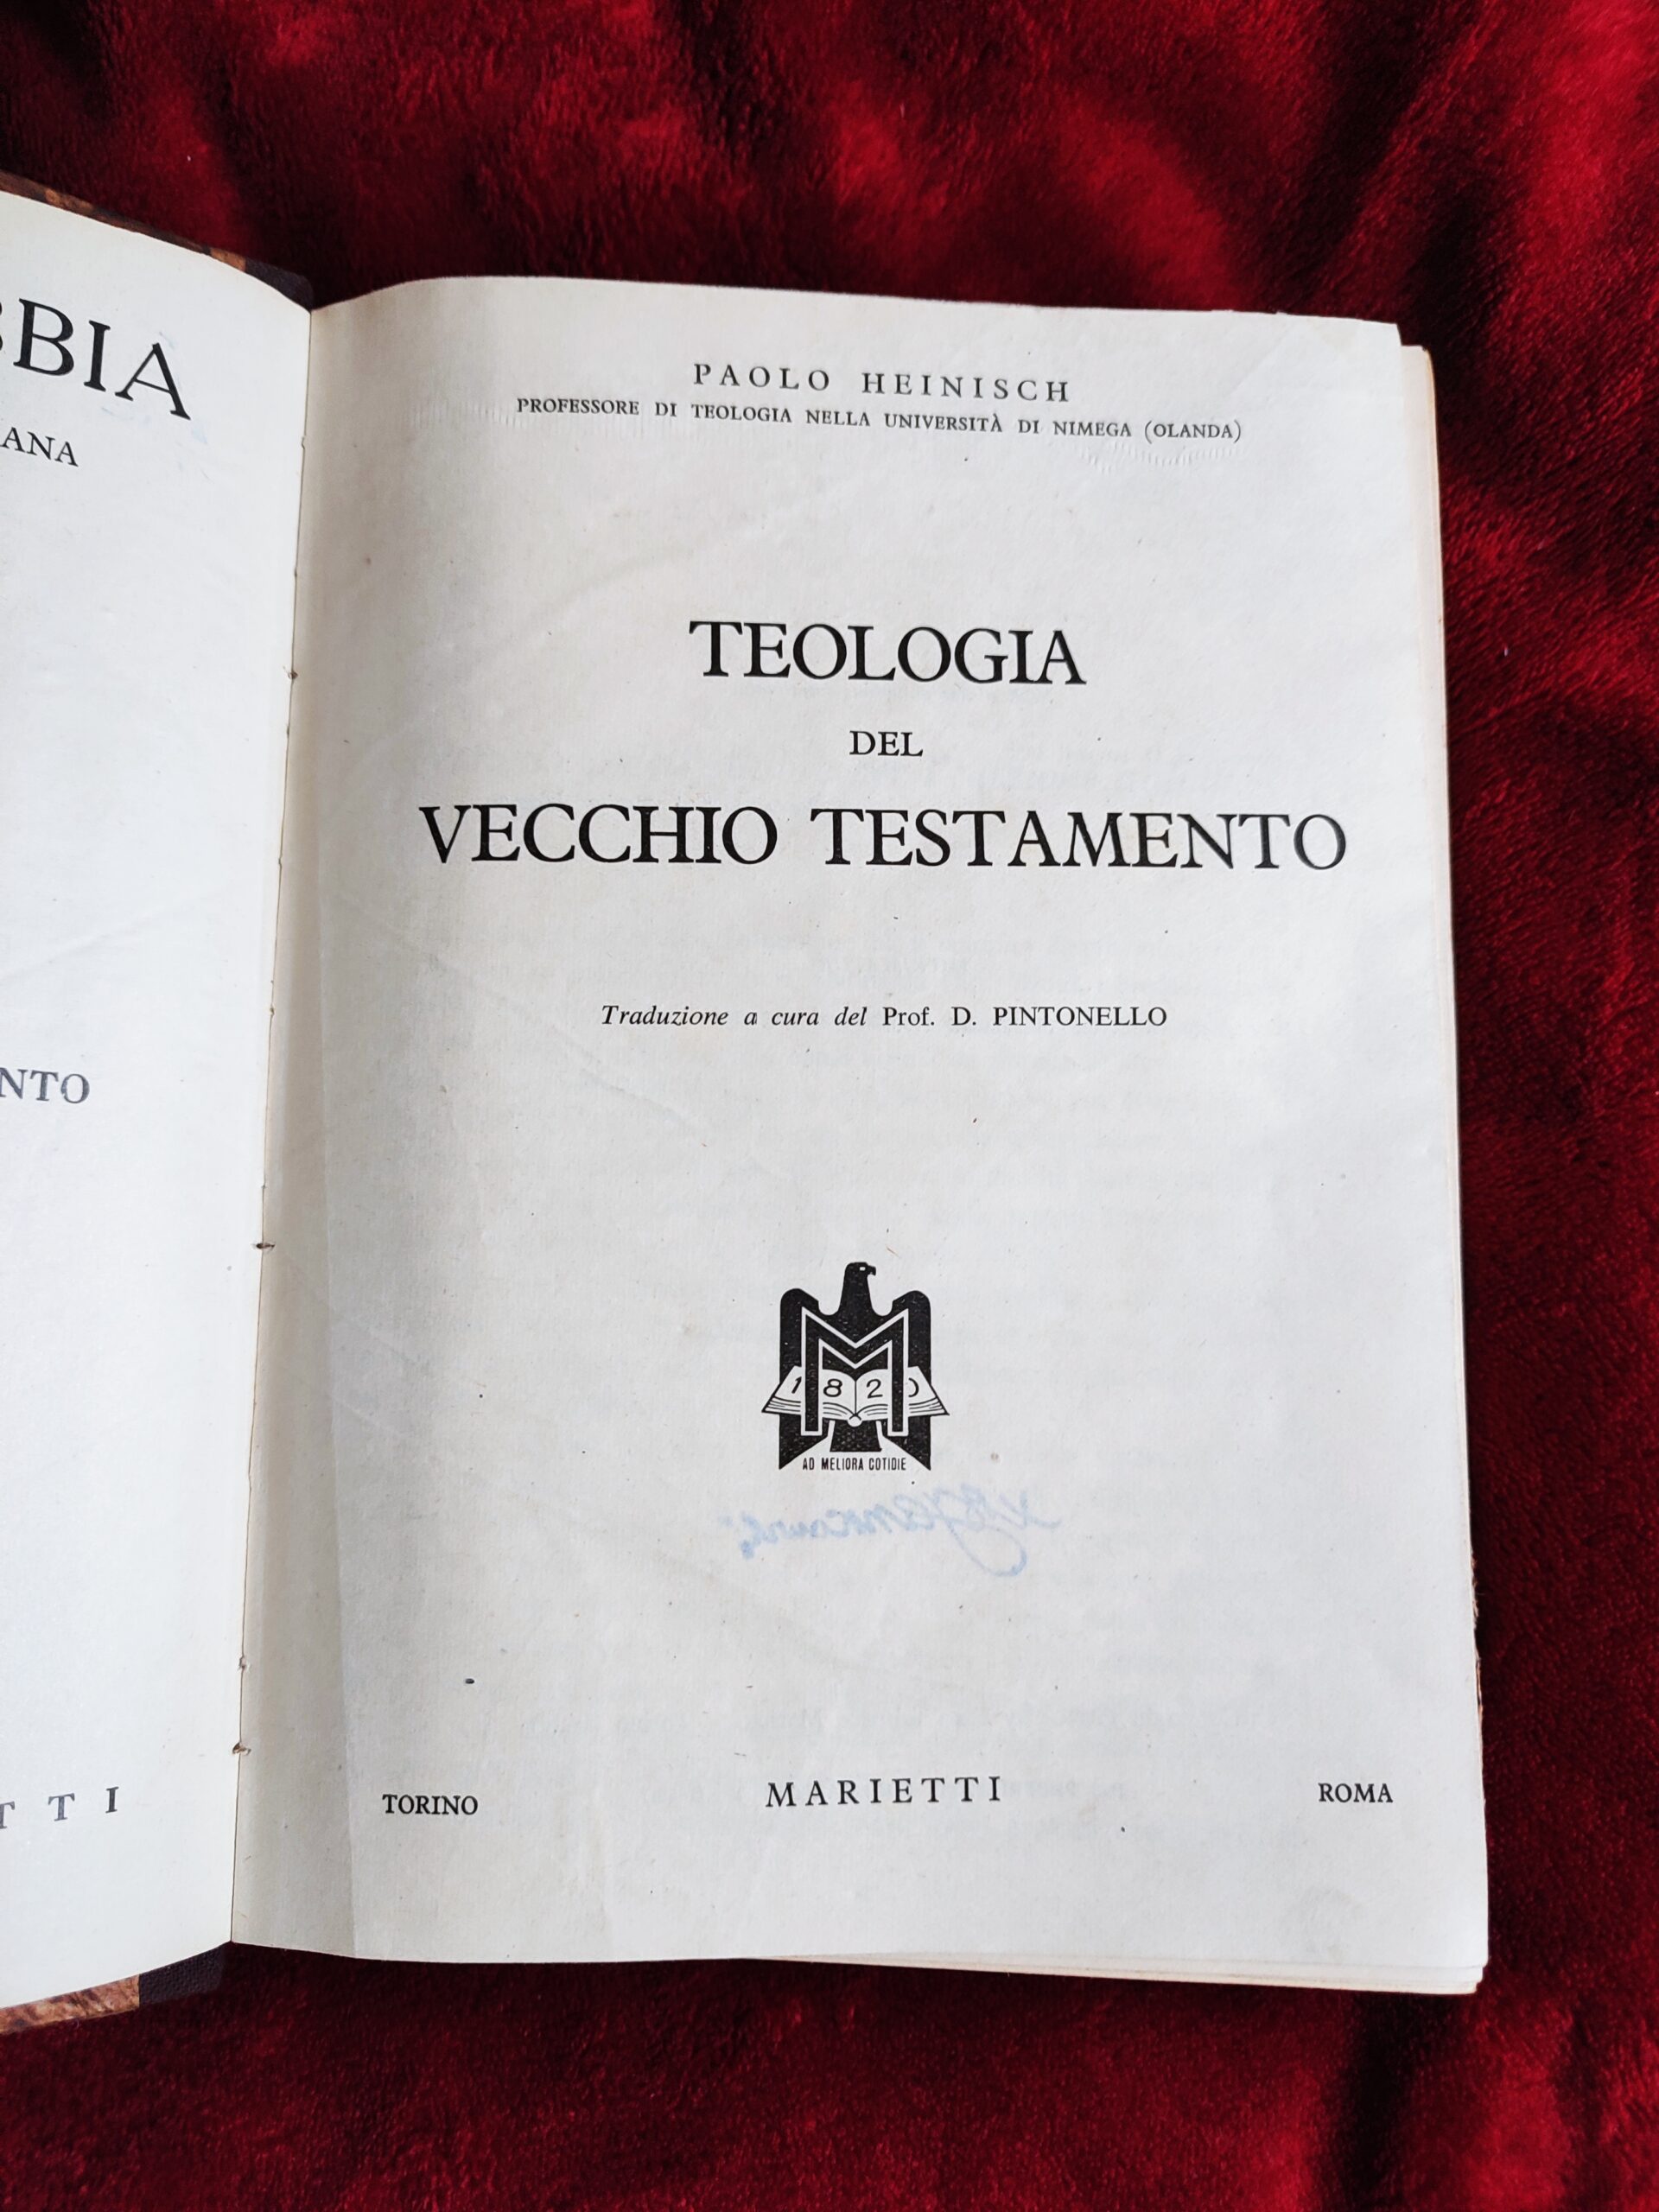 BBIA
ANA
NTO
TTI
PAOLO HEINISCH
PROFESSORE DI TEOLOGIA NELLA UNIVERSITÀ DI NIMEGA (OLANDA)
TEOLOGIA
DEL
VECCHIO TESTAMENTO
Traduzione a cura del Prof. D. PINTONELLO
M
1820
AD MELIORA COTIDIE
TORINO MARIETTI ROMA